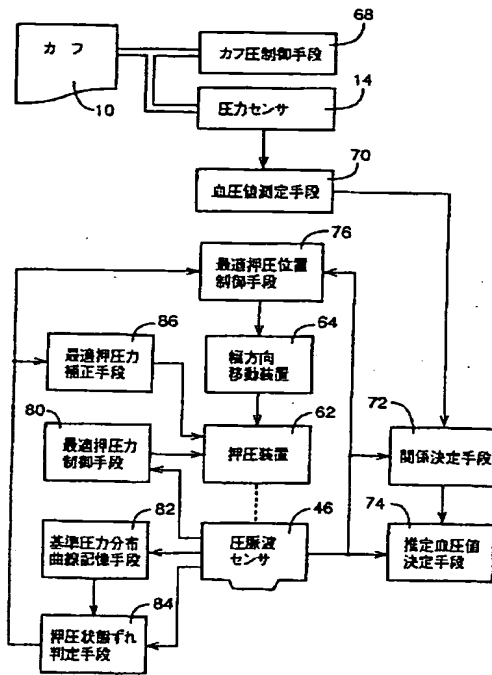 68
カフ
カフ圧制御手段
10
14
圧力センサ
70
血圧値測定手段
76
最適押圧位置
制御手段
86
64
最適押圧力
補正手段
幅方向
移動装置
80
62
72
最適押圧力
制御手段
押圧装置
関係決定手段
82
46
74
基準圧力分布
曲線記憶手段
圧脈波
センサ
推定血圧値
決定手段
84
押圧状態ずれ
判定手段